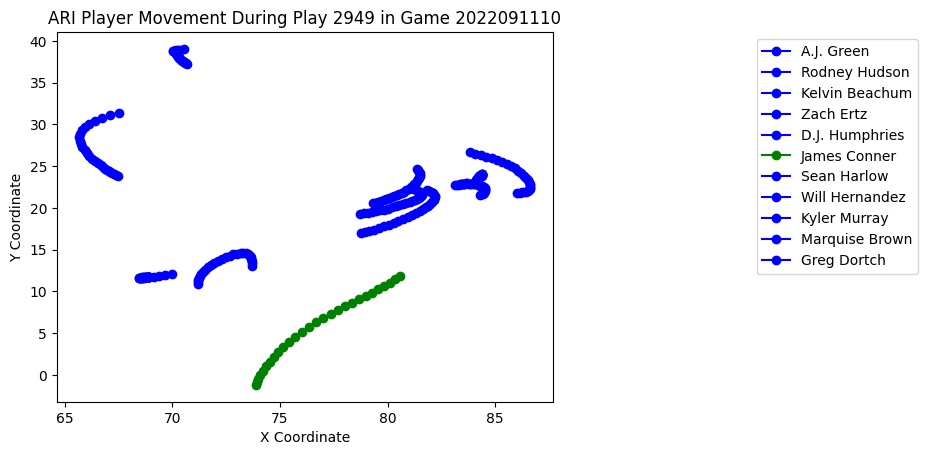 ARI Player Movement During Play 2949 in Game 2022091110
40
35
30
25
20
15
10
5
0
Y Coordinate
65
70
75
80
85
X Coordinate
A.J. Green
Rodney Hudson
Kelvin Beachum
Zach Ertz
D.J. Humphries
James Conner
Sean Harlow
Will Hernandez
Kyler Murray
Marquise Brown
Greg Dortch